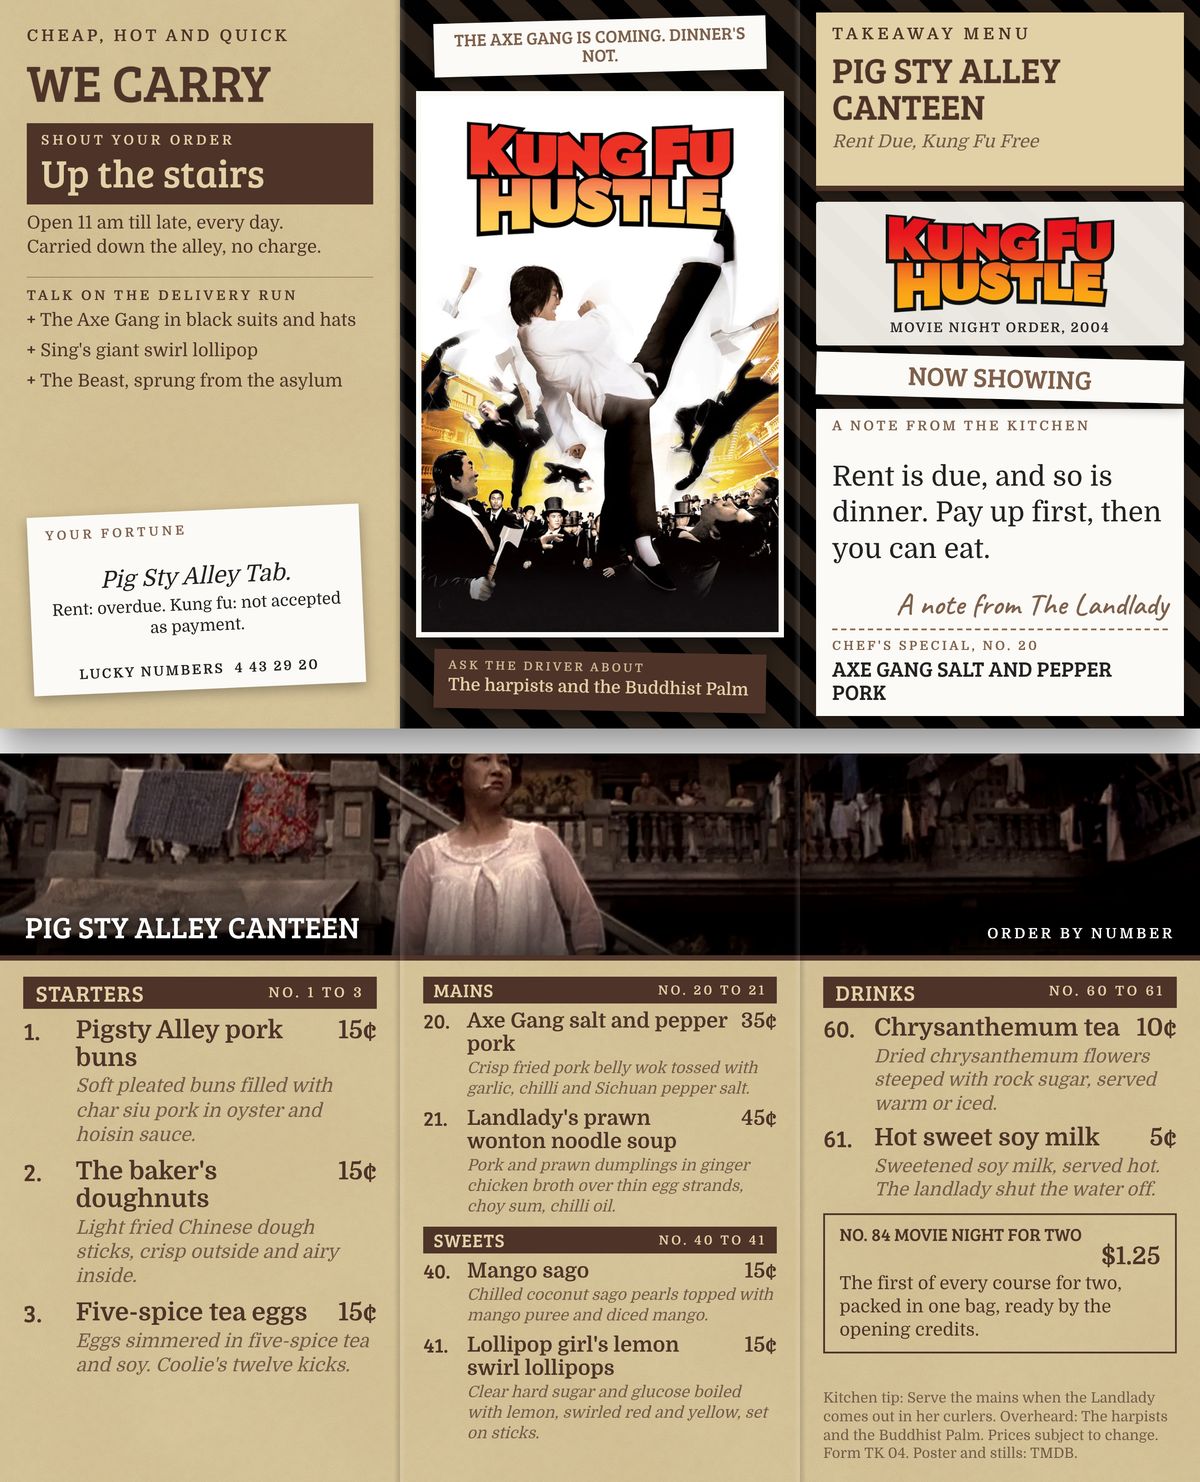 CHEAP, HOT AND QUICK
WE CARRY
SHOUT YOUR ORDER
Up the stairs
Open 11 am till late, every day.
Carried down the alley, no charge.
TALK ON THE DELIVERY RUN
+ The Axe Gang in black suits and hats
+ Sing's giant swirl lollipop
+ The Beast, sprung from the asylum
YOUR FORTUNE
Pig Sty Alley Tab.
Rent: overdue. Kung fu: not accepted
as payment.
LUCKY NUMBERS 4 43 29 20
THE AXE GANG IS COMING. DINNER'S
NOT.
KUNG FU
HUSTLE
ASK THE DRIVER ABOUT
The harpists and the Buddhist Palm
TAKEAWAY MENU
PIG STY ALLEY
CANTEEN
Rent Due, Kung Fu Free
KUNG FU
HUSTLE
MOVIE NIGHT ORDER, 2004
NOW SHOWING
A NOTE FROM THE KITCHEN
Rent is due, and so is
dinner. Pay up first, then
you can eat.
A note from The Landlady
CHEF'S SPECIAL, NO. 20
AXE GANG SALT AND PEPPER
PORK
PIG STY ALLEY CANTEEN
ORDER BY NUMBER
STARTERS NO. 1 TO 3
1. Pigsty Alley pork 15¢
buns
Soft pleated buns filled with
char siu pork in oyster and
hoisin sauce.
2. The baker's 15¢
doughnuts
Light fried Chinese dough
sticks, crisp outside and airy
inside.
3. Five-spice tea eggs 15¢
Eggs simmered in five-spice tea
and soy. Coolie's twelve kicks.
MAINS NO. 20 TO 21
20. Axe Gang salt and pepper 35¢
pork
Crisp fried pork belly wok tossed with
garlic, chilli and Sichuan pepper salt.
21. Landlady's prawn 45¢
wonton noodle soup
Pork and prawn dumplings in ginger
chicken broth over thin egg strands,
choy sum, chilli oil.
SWEETS NO. 40 TO 41
40. Mango sago 15¢
Chilled coconut sago pearls topped with
mango puree and diced mango.
41. Lollipop girl's lemon 15¢
swirl lollipops
Clear hard sugar and glucose boiled
with lemon, swirled red and yellow, set
on sticks.
DRINKS NO. 60 TO 61
60. Chrysanthemum tea 10¢
Dried chrysanthemum flowers
steeped with rock sugar, served
warm or iced.
61. Hot sweet soy milk 5¢
Sweetened soy milk, served hot.
The landlady shut the water off.
NO. 84 MOVIE NIGHT FOR TWO
$1.25
The first of every course for two,
packed in one bag, ready by the
opening credits.
Kitchen tip: Serve the mains when the Landlady
comes out in her curlers. Overheard: The harpists
and the Buddhist Palm. Prices subject to change.
Form TK 04. Poster and stills: TMDB.